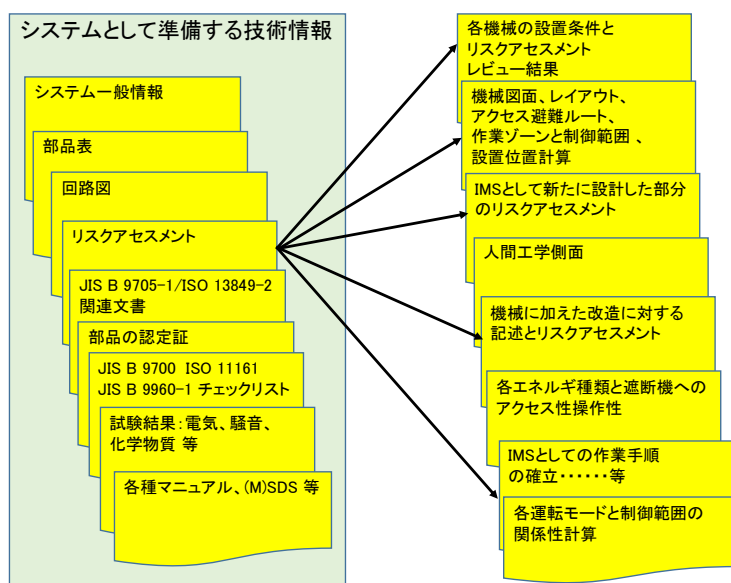 システムとして準備する技術情報
システム一般情報
部品表
回路図
リスクアセスメント
JIS B 9705-1/ISO 13849-2
関連文書
部品の認定証
JIS B 9700 ISO 11161
JIS B 9960-1 チェックリスト
試験結果:電気、騒音、
化学物質 等
各種マニュアル、(M)SDS 等
各機械の設置条件と
リスクアセスメント
レビュー結果
機械図面、レイアウト、
アクセス避難ルート、
作業ゾーンと制御範囲 、
設置位置計算
IMSとして新たに設計した部分
のリスクアセスメント
人間工学側面
機械に加えた改造に対する
記述とリスクアセスメント
各エネルギ種類と遮断機への
アクセス性操作性
IMSとしての作業手順
の確立・・・・・・等
各運転モードと制御範囲の
関係性計算